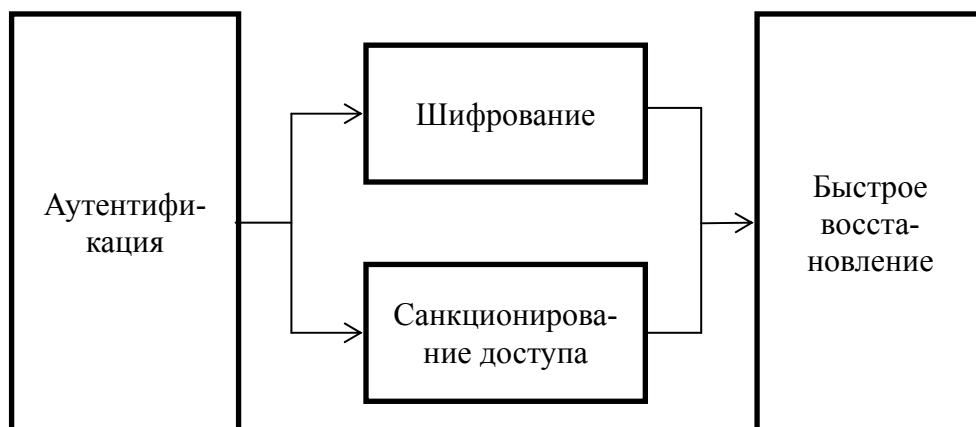 Аутентифи-
кация
Шифрование
Санкционирова-
ние доступа
Быстрое
восста-
новление